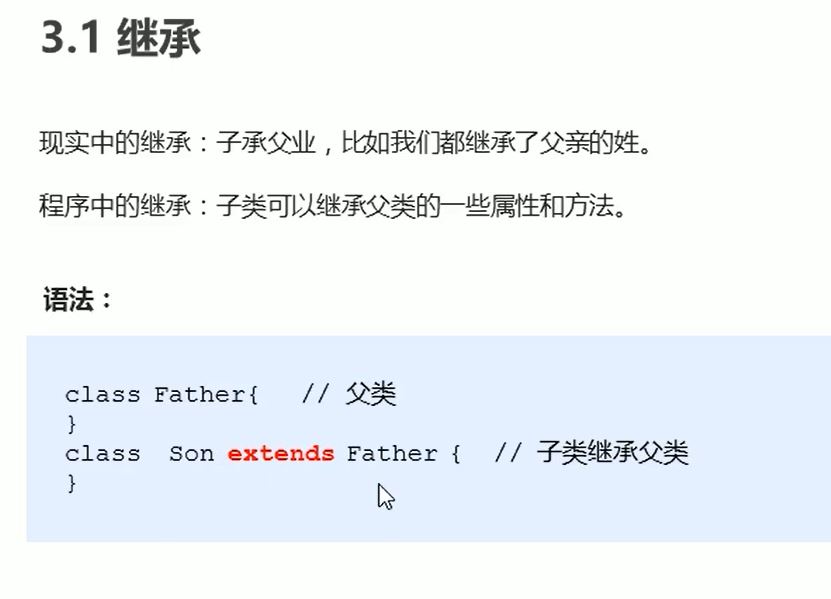 3.1 继承
现实中的继承：子承父业，比如我们都继承了父亲的姓。
程序中的继承：子类可以继承父类的一些属性和方法。
语法：
class Father{   // 父类
}
class  Son extends Father {  // 子类继承父类
}